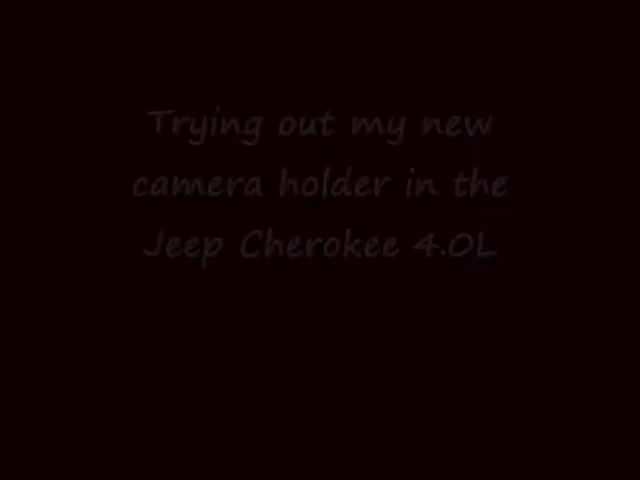 Trying out my new
camera holder in the
Jeep Cherokee 4.0L